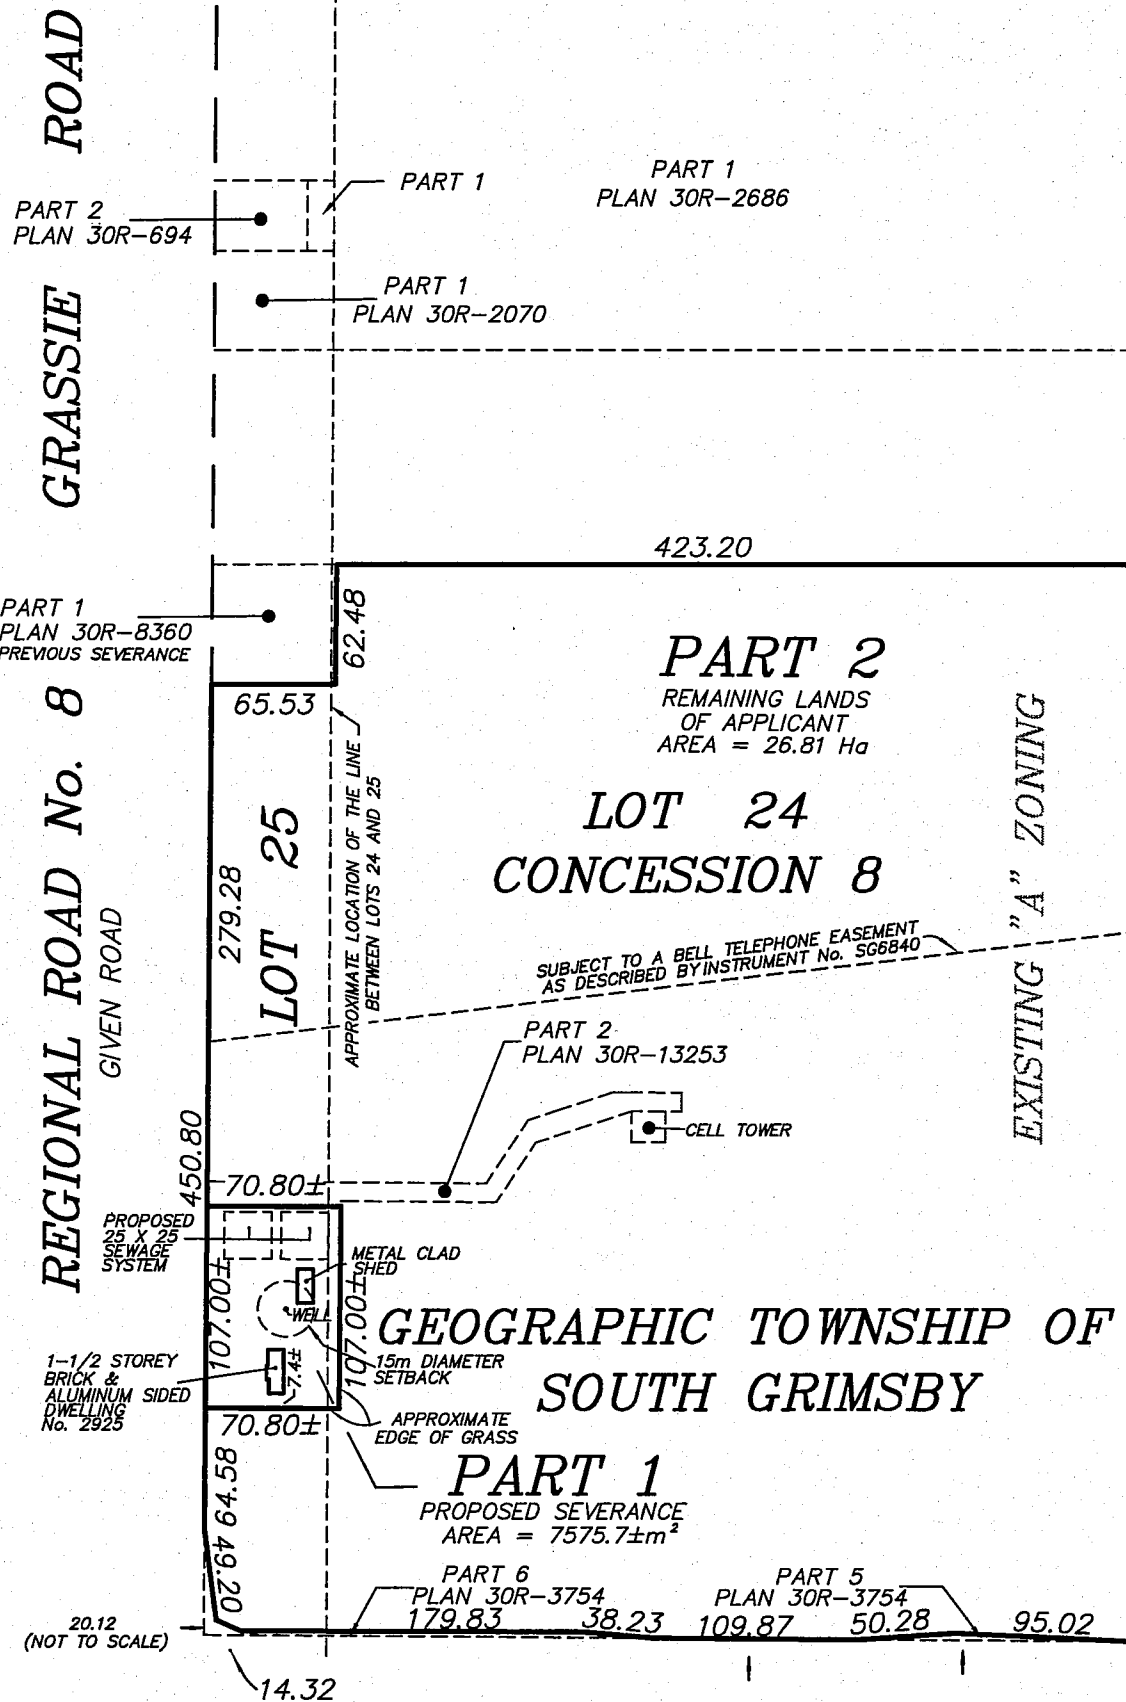 REGIONAL ROAD No. 8 GRASSIE ROAD
GIVEN ROAD
PART 1
PLAN 30R-2686
PART 1
PART 2
PLAN 30R-694
PART 1
PLAN 30R-2070
423.20
PART 1
PLAN 30R-8360
PREVIOUS SEVERANCE
62.48
65.53
PART 2
REMAINING LANDS
OF APPLICANT
AREA = 26.81 Ha
LOT 24
CONCESSION 8
EXISTING "A" ZONING
LOT 25
279.28
APPROXIMATE LOCATION OF THE LINE
BETWEEN LOTS 24 AND 25
SUBJECT TO A BELL TELEPHONE EASEMENT
AS DESCRIBED BY INSTRUMENT No. SG6840
PART 2
PLAN 30R-13253
CELL TOWER
450.80
70.80±
PROPOSED
25 X 25
SEWAGE
SYSTEM
METAL CLAD
SHED
107.00±
WELL
107.00±
GEOGRAPHIC TOWNSHIP OF
SOUTH GRIMSBY
1-1/2 STOREY
BRICK &
ALUMINUM SIDED
DWELLING
No. 2925
7.4±
15m DIAMETER
SETBACK
70.80±
APPROXIMATE
EDGE OF GRASS
PART 1
PROPOSED SEVERANCE
AREA = 7575.7±m²
64.58
49.20
PART 6
PLAN 30R-3754
PART 5
PLAN 30R-3754
179.83
38.23
109.87
50.28
95.02
20.12
(NOT TO SCALE)
14.32